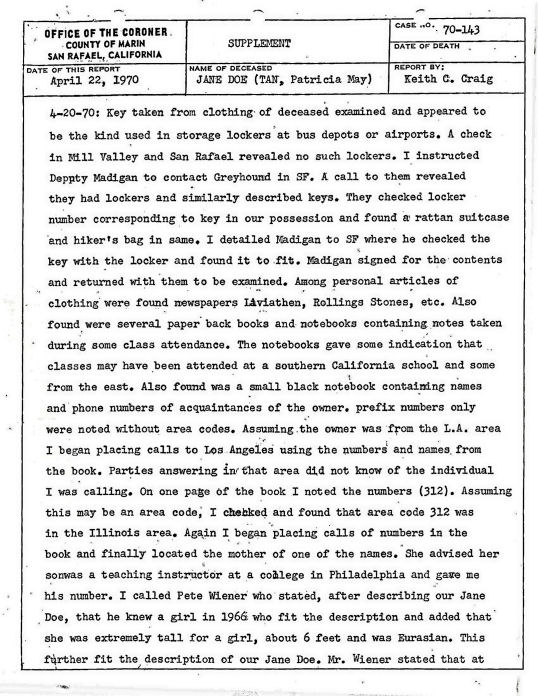 OFFICE OF THE CORONER
COUNTY OF MARIN
SAN RAFAEL, CALIFORNIA
SUPPLEMENT
CASE NO. 70-143
DATE OF DEATH
DATE OF THIS REPORT
April 22, 1970
NAME OF DECEASED
JANE DOE (TAN, Patricia May)
REPORT BY:
Keith C. Craig
4-20-70: Key taken from clothing of deceased examined and appeared to
be the kind used in storage lockers at bus depots or airports. A check
in Mill Valley and San Rafael revealed no such lockers. I instructed
Deppty Madigan to contact Greyhound in SF. A call to them revealed
they had lockers and similarly described keys. They checked locker
number corresponding to key in our possession and found a rattan suitcase
and hiker's bag in same. I detailed Madigan to SF where he checked the
key with the locker and found it to fit. Madigan signed for the contents
and returned with them to be examined. Among personal articles of
clothing were found newspapers Liviathen, Rollings Stones, etc. Also
found were several paper back books and notebooks containing notes taken
during some class attendance. The notebooks gave some indication that
classes may have been attended at a southern California school and some
from the east. Also found was a small black notebook containing names
and phone numbers of acquaintances of the owner. prefix numbers only
were noted without area codes. Assuming the owner was from the L.A. area
I began placing calls to Los Angeles using the numbers and names from
the book. Parties answering in that area did not know of the individual
I was calling. On one page of the book I noted the numbers (312). Assuming
this may be an area code, I chebked and found that area code 312 was
in the Illinois area. Again I began placing calls of numbers in the
book and finally located the mother of one of the names. She advised her
sonwas a teaching instructor at a college in Philadelphia and game me
his number. I called Pete Wiener who stated, after describing our Jane
Doe, that he knew a girl in 1966 who fit the description and added that
she was extremely tall for a girl, about 6 feet and was Eurasian. This
further fit the description of our Jane Doe. Mr. Wiener stated that at